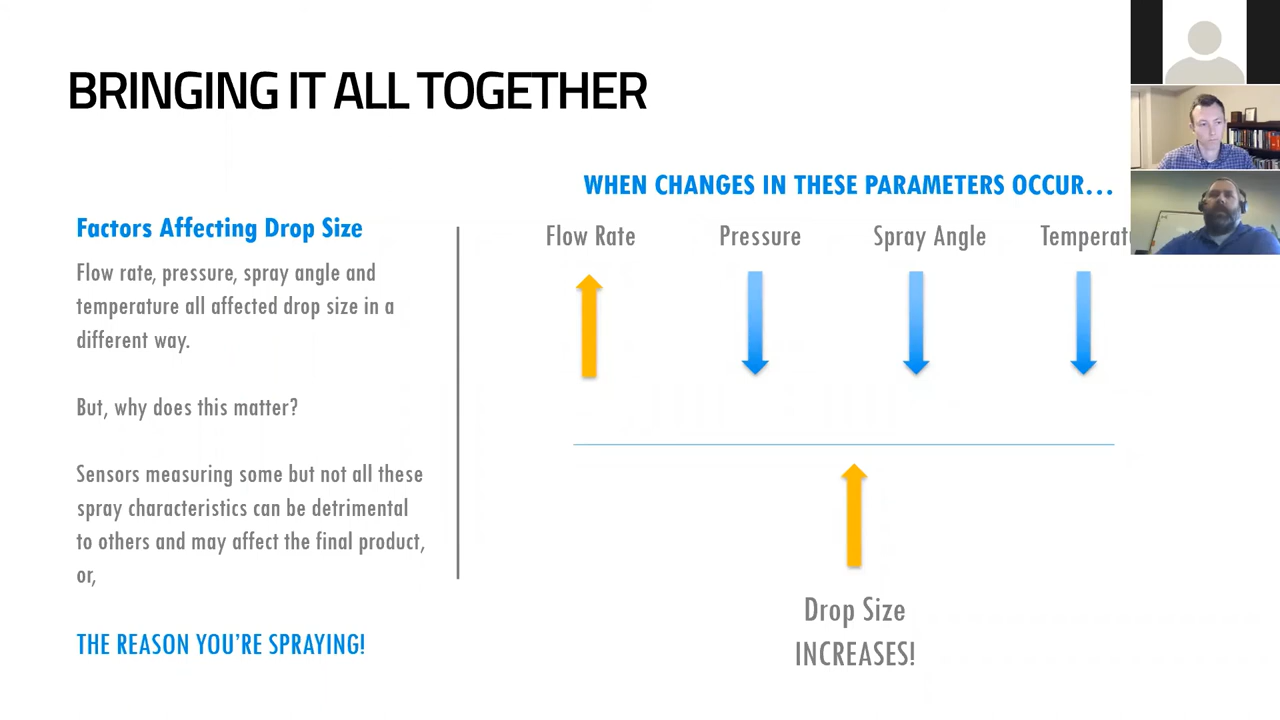 BRINGING IT ALL TOGETHER
WHEN CHANGES IN THESE PARAMETERS OCCUR...
Factors Affecting Drop Size
Flow rate, pressure, spray angle and
temperature all affected drop size in a
different way.
But, why does this matter?
Sensors measuring some but not all these
spray characteristics can be detrimental
to others and may affect the final product,
or,
THE REASON YOU'RE SPRAYING!
Flow Rate Pressure Spray Angle Temperatu
Drop Size
INCREASES!